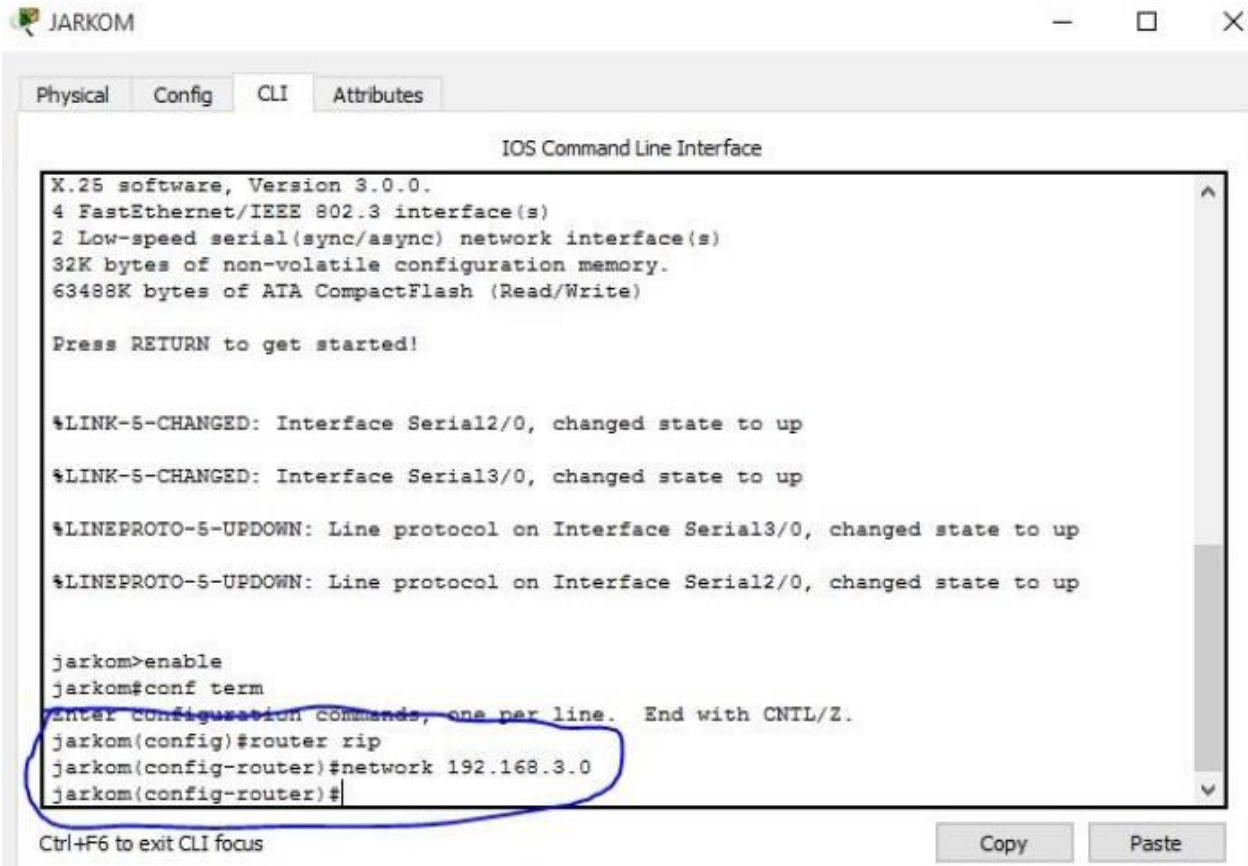 JARKOM
Physical Config CLI Attributes
IOS Command Line Interface
X.25 software, Version 3.0.0.
4 FastEthernet/IEEE 802.3 interface(s)
2 Low-speed serial(sync/async) network interface(s)
32K bytes of non-volatile configuration memory.
63488K bytes of ATA CompactFlash (Read/Write)
Press RETURN to get started!
%LINK-5-CHANGED: Interface Serial2/0, changed state to up
%LINK-5-CHANGED: Interface Serial3/0, changed state to up
%LINEPROTO-5-UPDOWN: Line protocol on Interface Serial3/0, changed state to up
%LINEPROTO-5-UPDOWN: Line protocol on Interface Serial2/0, changed state to up
jarkom>enable
jarkom#conf term
Enter configuration commands, one per line. End with CNTL/Z.
jarkom(config)#router rip
jarkom(config-router)#network 192.168.3.0
jarkom(config-router)#
Ctrl+F6 to exit CLI focus
Copy Paste